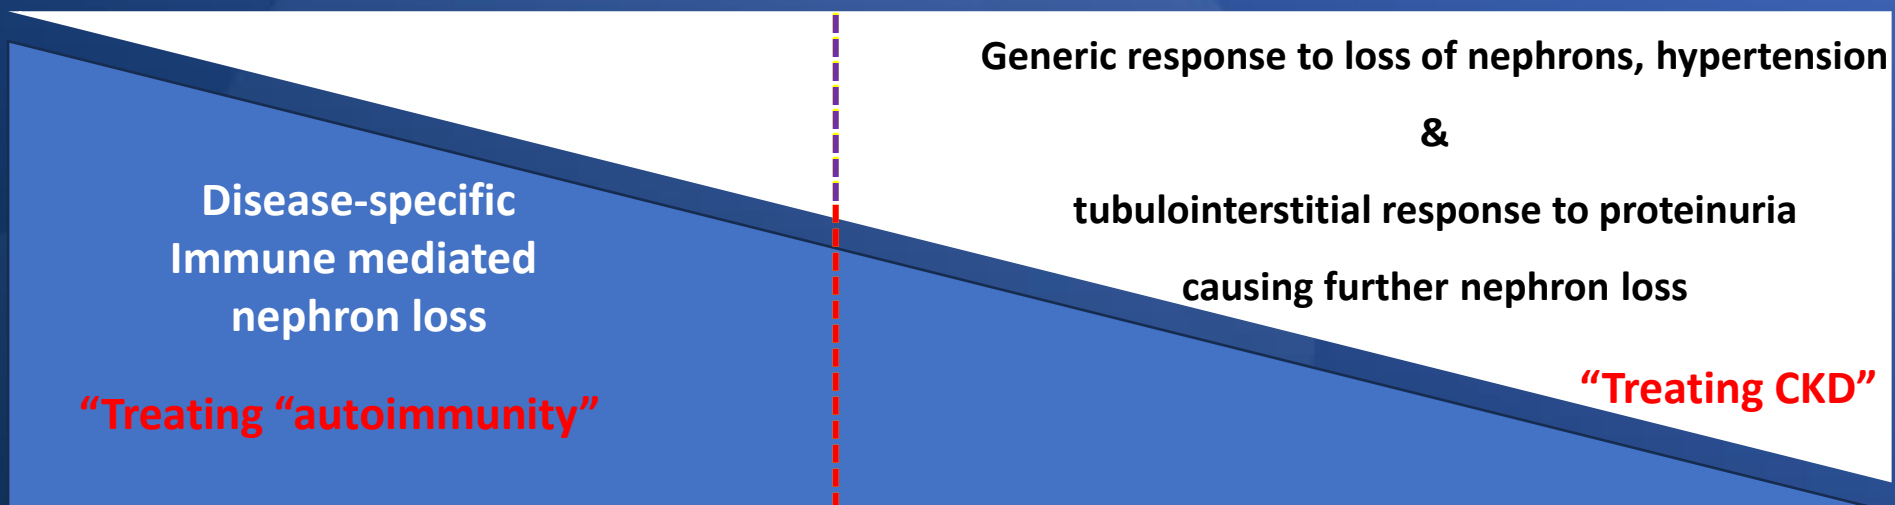 Generic response to loss of nephrons, hypertension
&
tubulointerstitial response to proteinuria
causing further nephron loss
“Treating CKD”
Disease-specific
Immune mediated
nephron loss
“Treating “autoimmunity”